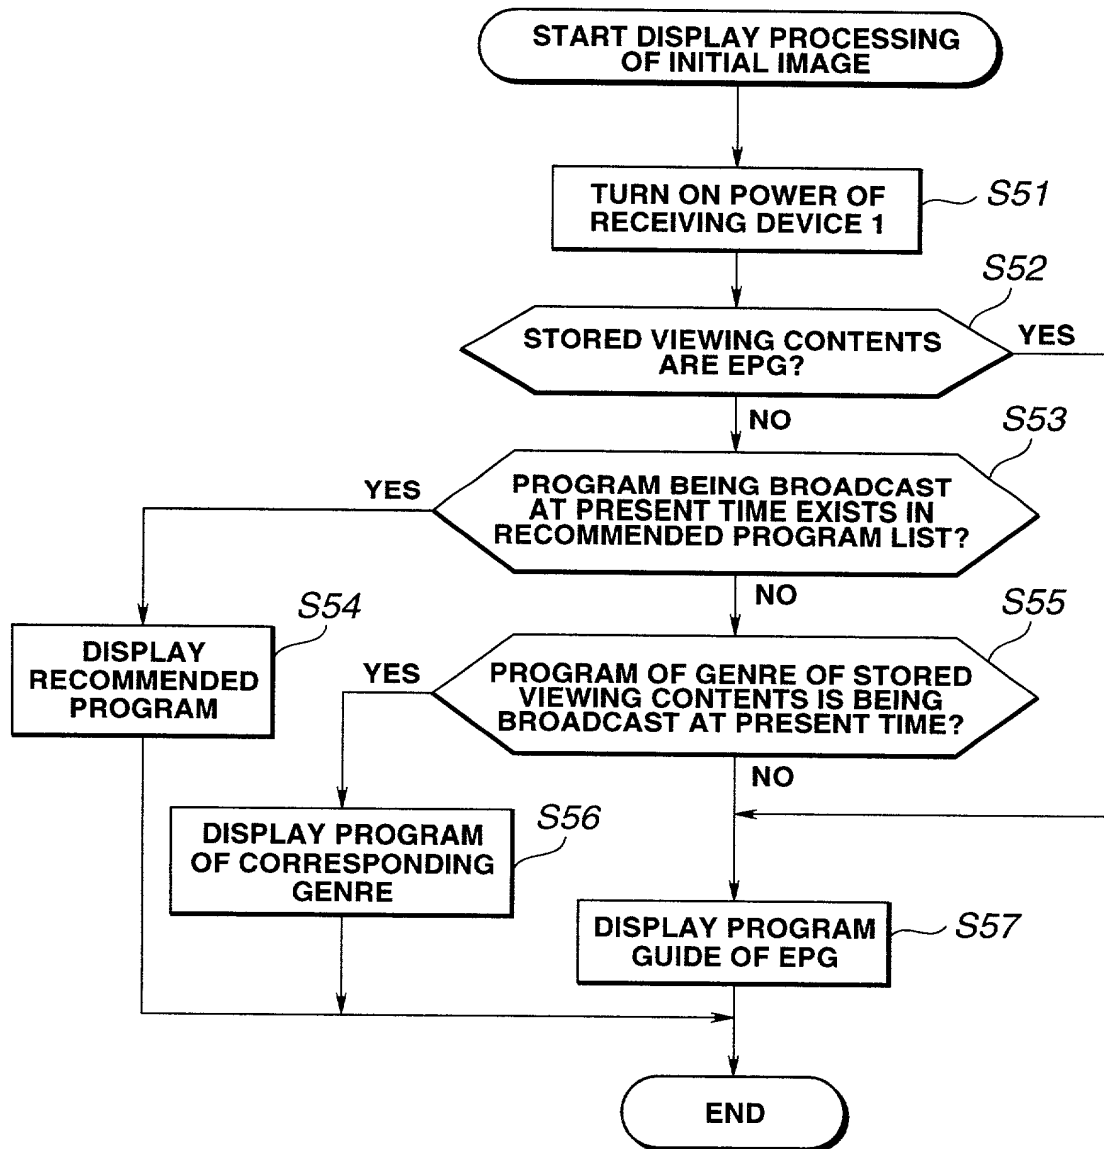 START DISPLAY PROCESSING
OF INITIAL IMAGE
TURN ON POWER OF
RECEIVING DEVICE 1
S51
S52
STORED VIEWING CONTENTS
ARE EPG?
YES
NO
S53
YES
PROGRAM BEING BROADCAST
AT PRESENT TIME EXISTS IN
RECOMMENDED PROGRAM LIST?
NO
S54
DISPLAY
RECOMMENDED
PROGRAM
S55
YES
PROGRAM OF GENRE OF STORED
VIEWING CONTENTS IS BEING
BROADCAST AT PRESENT TIME?
NO
S56
DISPLAY PROGRAM
OF CORRESPONDING
GENRE
S57
DISPLAY PROGRAM
GUIDE OF EPG
END